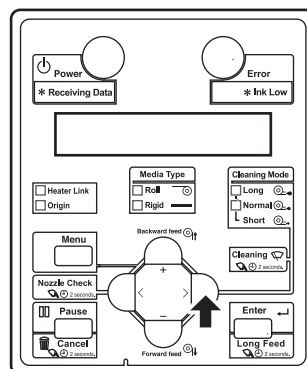 Power
Error
* Receiving Data
* Ink Low
Media Type
Roll
Rigid
Cleaning Mode
Long
Normal
Short
Heater Link
Origin
Menu
Backward feed
Cleaning
2 seconds.
Nozzle Check
2 seconds.
+
< >
−
Pause
Cancel
2 seconds.
Enter
Long Feed
2 seconds.
Forward feed